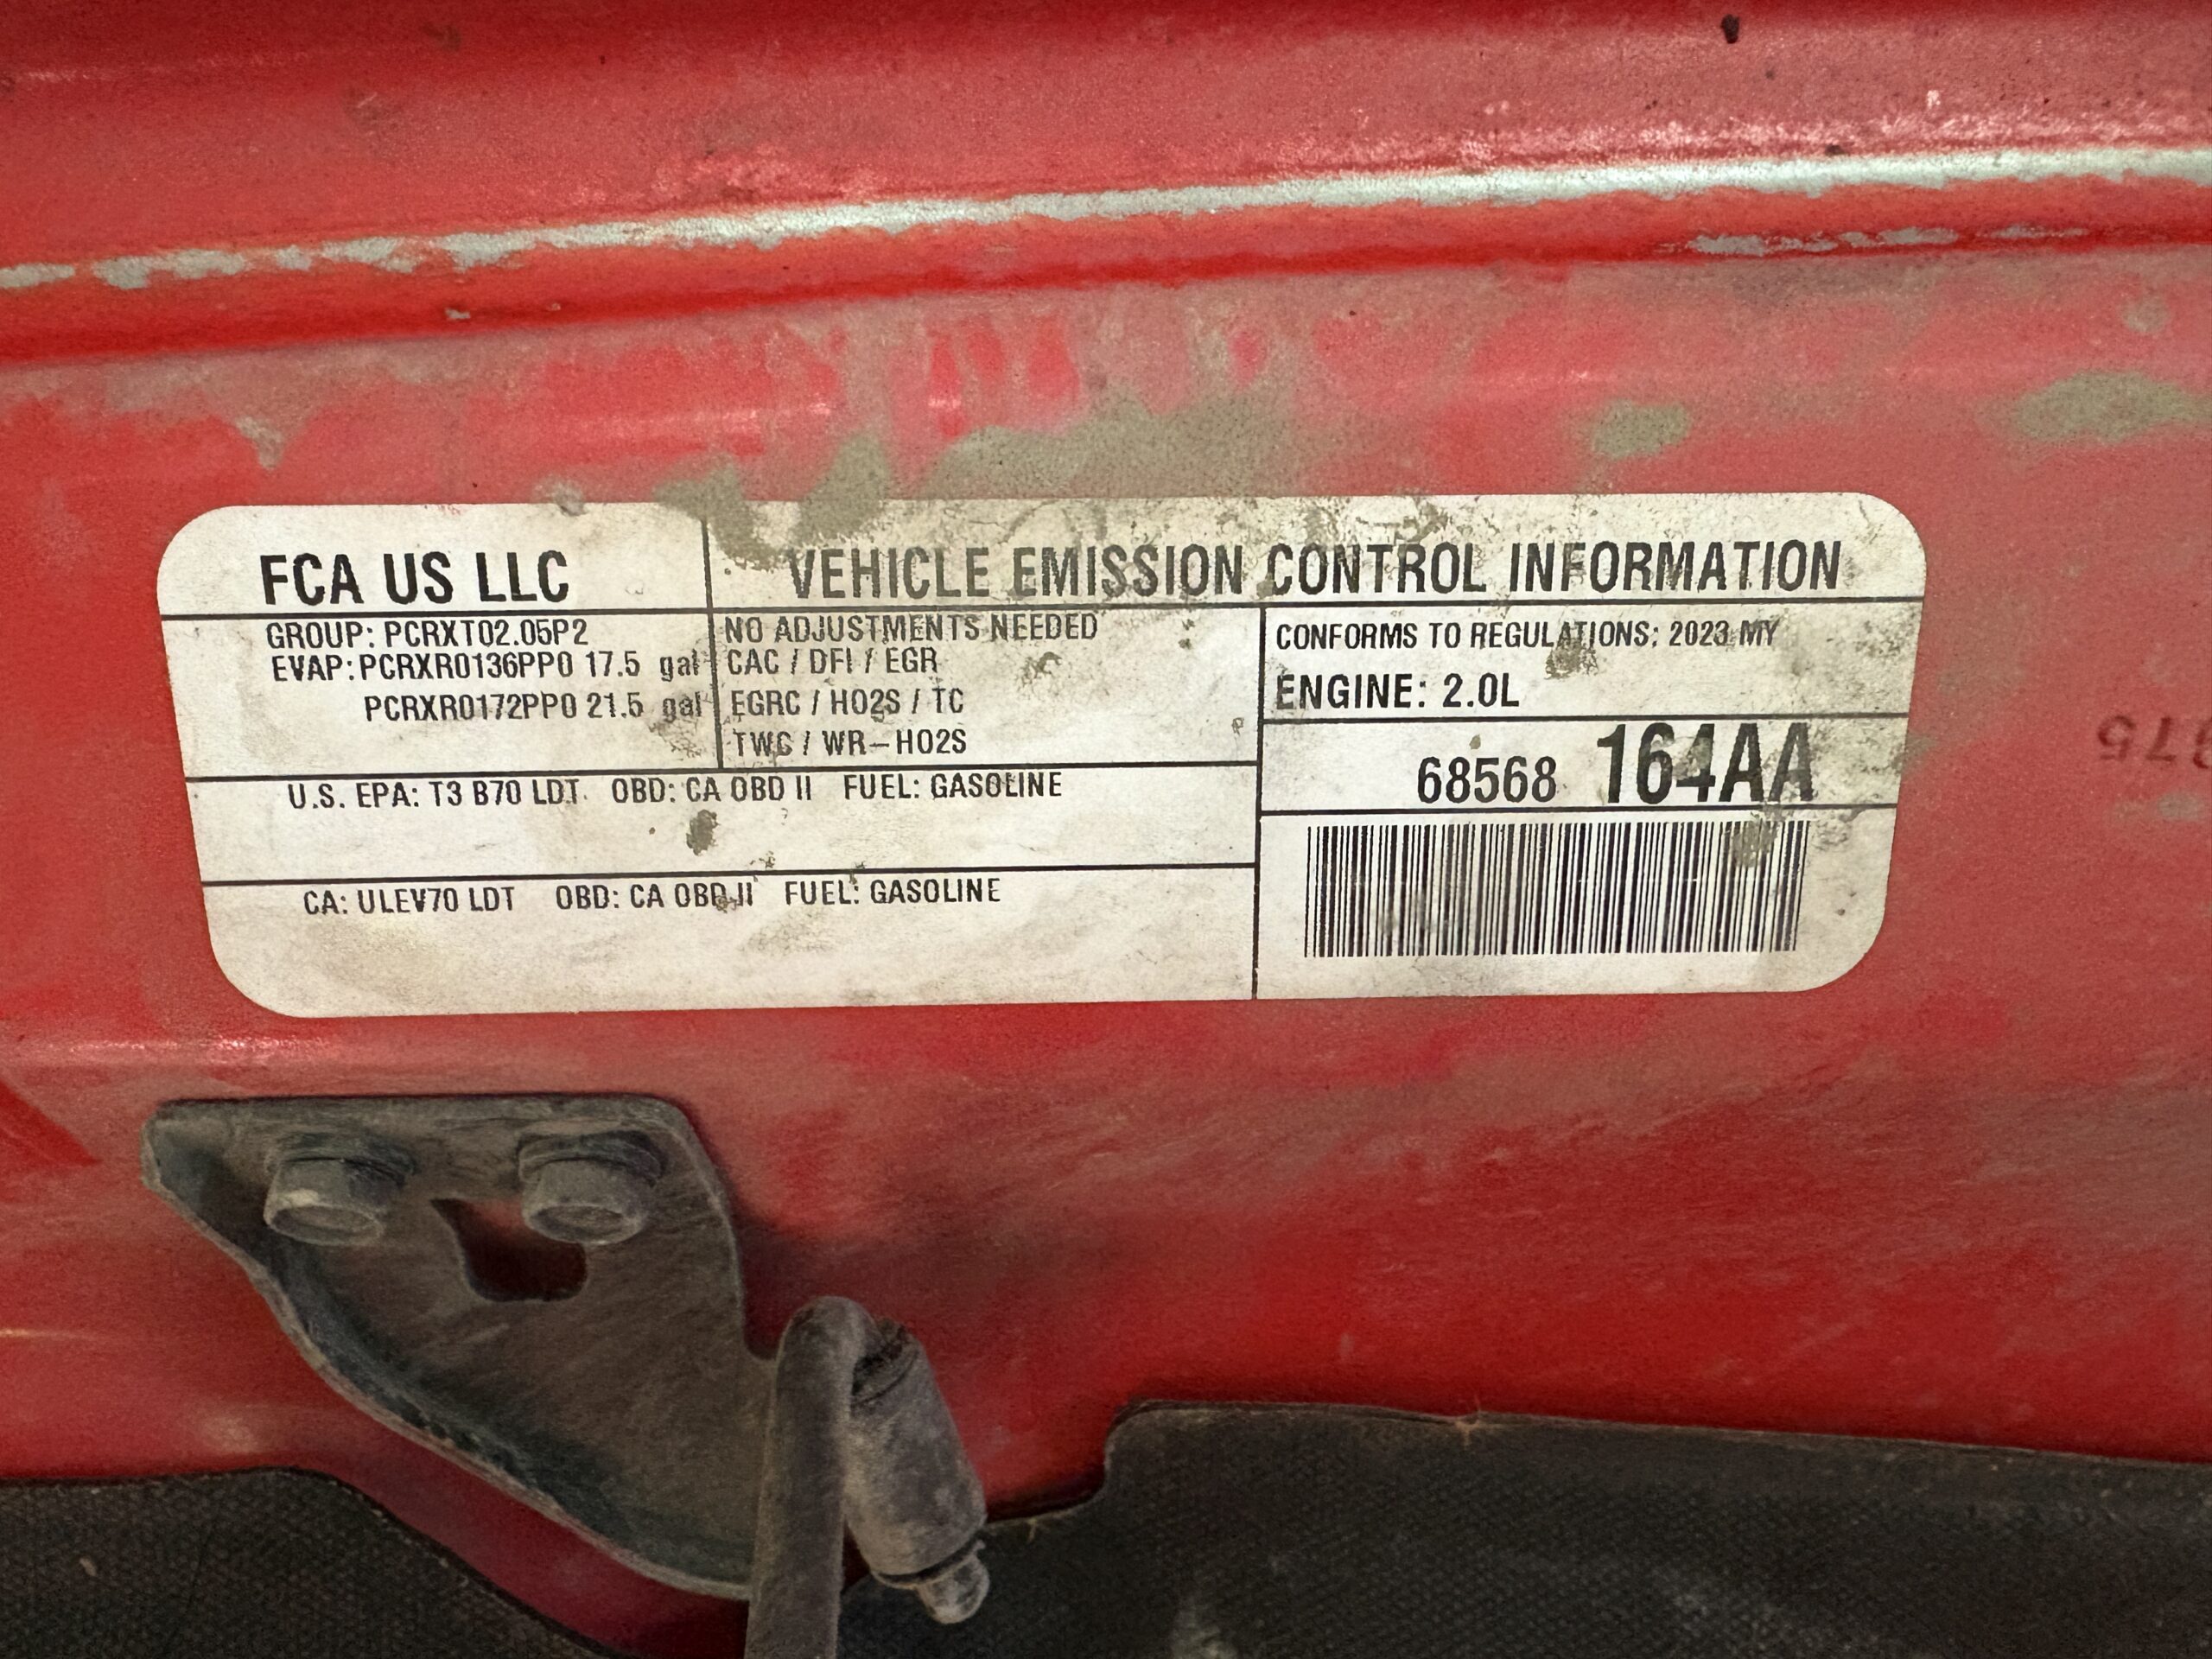 FCA US LLC
VEHICLE EMISSION CONTROL INFORMATION
GROUP: PCRXT02.05P2
EVAP: PCRXR0136PP0 17.5 gal
PCRXR0172PP0 21.5 gal
NO ADJUSTMENTS NEEDED
CAC / DFI / EGR
EGRC / HO2S / TC
TWC / WR-HO2S
CONFORMS TO REGULATIONS: 2023 MY
ENGINE: 2.0L
68568 164AA
U.S. EPA: T3 B70 LDT OBD: CA OBD II FUEL: GASOLINE
CA: ULEV70 LDT OBD: CA OBD II FUEL: GASOLINE